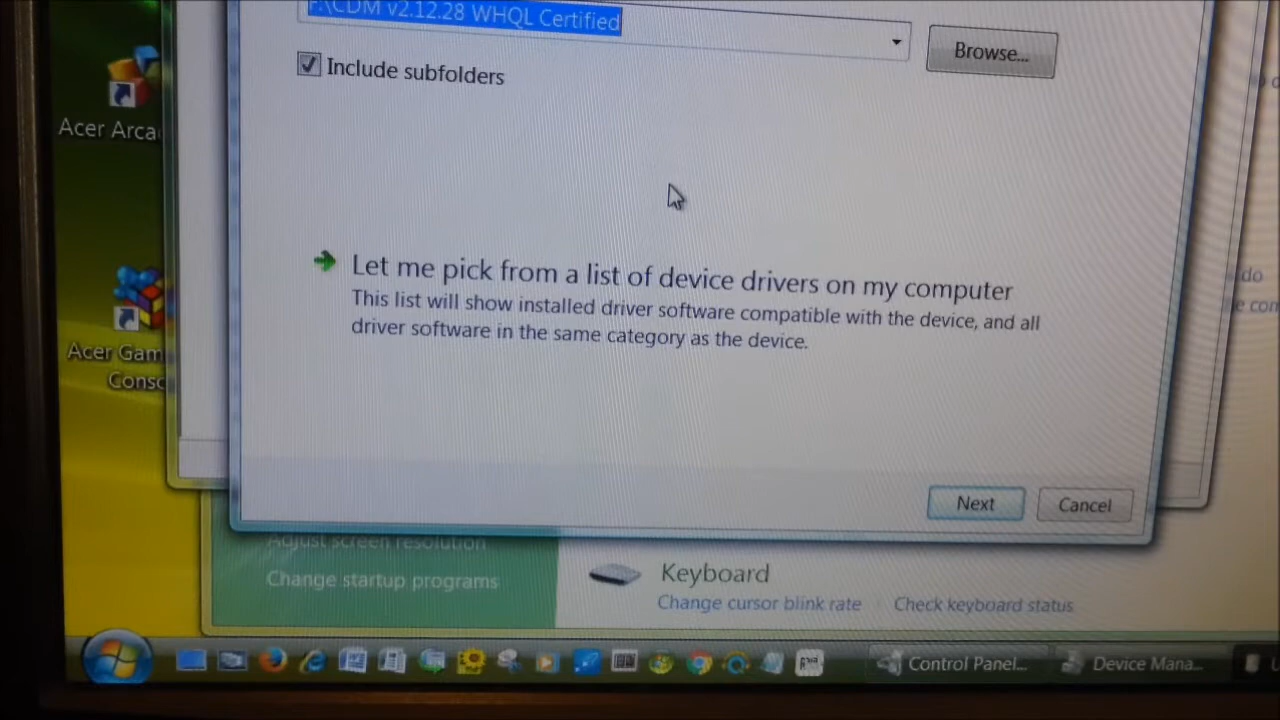 F:\CDM v2.12.28 WHQL Certified
Browse...
Include subfolders
Acer Arca
Let me pick from a list of device drivers on my computer
This list will show installed driver software compatible with the device, and all
driver software in the same category as the device.
do
e con
Acer Gam
Consc
Next
Cancel
Adjust screen resolution
Change startup programs
Keyboard
Change cursor blink rate
Check keyboard status
Control Panel...
Device Mana...